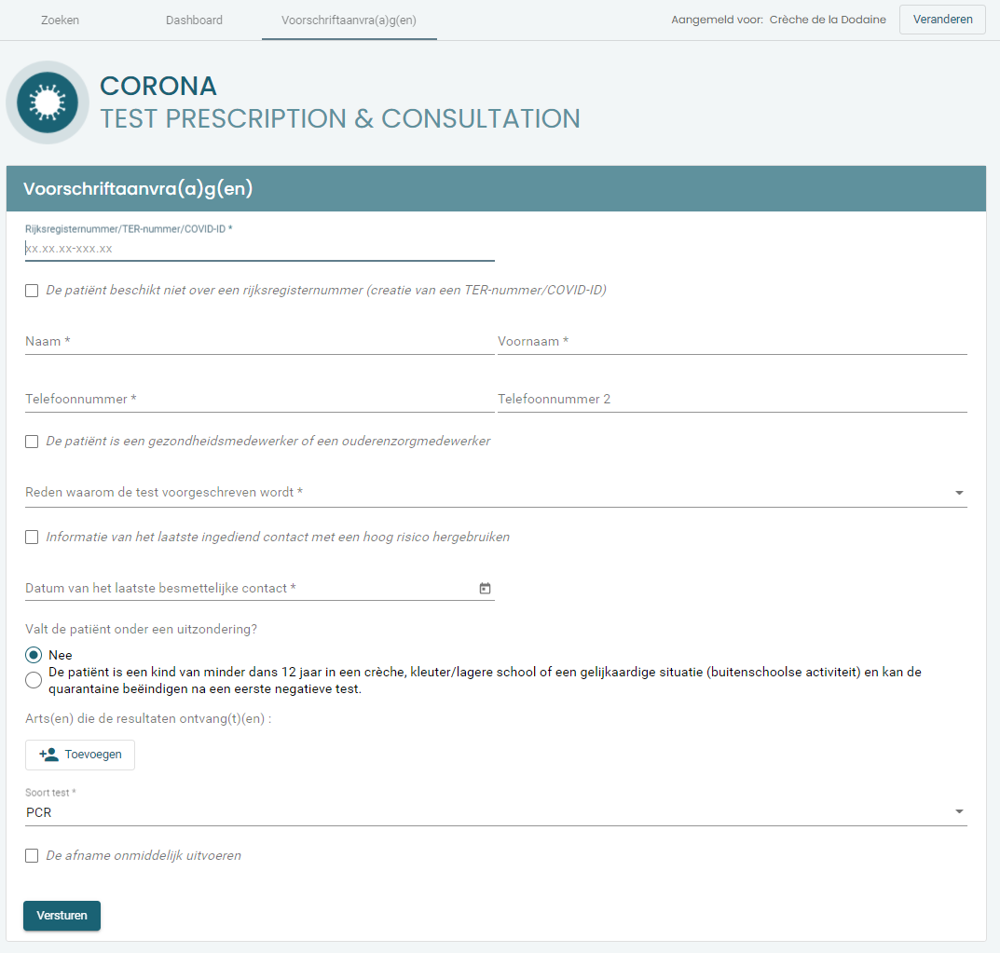 Zoeken Dashboard Voorschriftaanvra(a)g(en) Aangemeld voor: Crèche de la Dodaine Veranderen
CORONA
TEST PRESCRIPTION & CONSULTATION
Voorschriftaanvra(a)g(en)
Rijksregisternummer/TER-nummer/COVID-ID *
xx.xx.xx-xxx.xx
De patiënt beschikt niet over een rijksregisternummer (creatie van een TER-nummer/COVID-ID)
Naam * Voornaam *
Telefoonnummer * Telefoonnummer 2
De patiënt is een gezondheidsmedewerker of een ouderenzorgmedewerker
Reden waarom de test voorgeschreven wordt *
Informatie van het laatste ingediend contact met een hoog risico hergebruiken
Datum van het laatste besmettelijke contact *
Valt de patiënt onder een uitzondering?
Nee
De patiënt is een kind van minder dans 12 jaar in een crèche, kleuter/lagere school of een gelijkaardige situatie (buitenschoolse activiteit) en kan de
quarantaine beëindigen na een eerste negatieve test.
Arts(en) die de resultaten ontvang(t)(en) :
Toevoegen
Soort test *
PCR
De afname onmiddelijk uitvoeren
Versturen